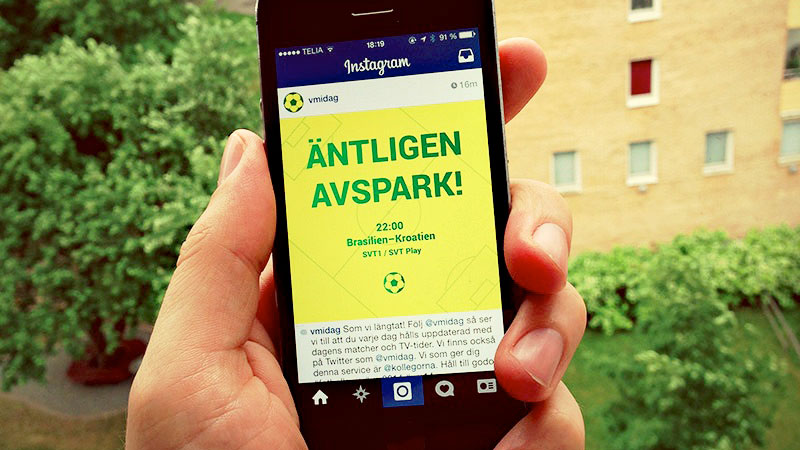 TELIA 18:19 91 %
Instagram
vmidag 16m
ÄNTLIGEN
AVSPARK!
22:00
Brasilien–Kroatien
SVT1 / SVT Play
vmidag Som vi längtat! Följ @vmidag så ser
vi till att du varje dag hålls uppdaterad med
dagens matcher och TV-tider. Vi finns också
på Twitter som @vmidag. Vi som ger dig
denna service är @kollegorna. Håll till godo